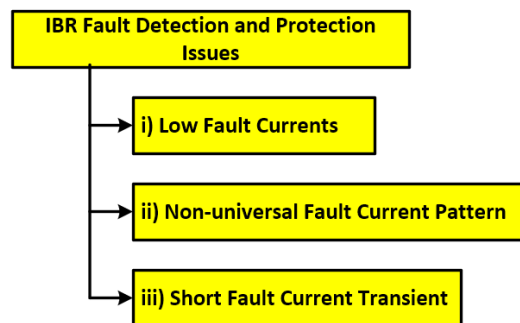 IBR Fault Detection and Protection
Issues
i) Low Fault Currents
ii) Non-universal Fault Current Pattern
iii) Short Fault Current Transient